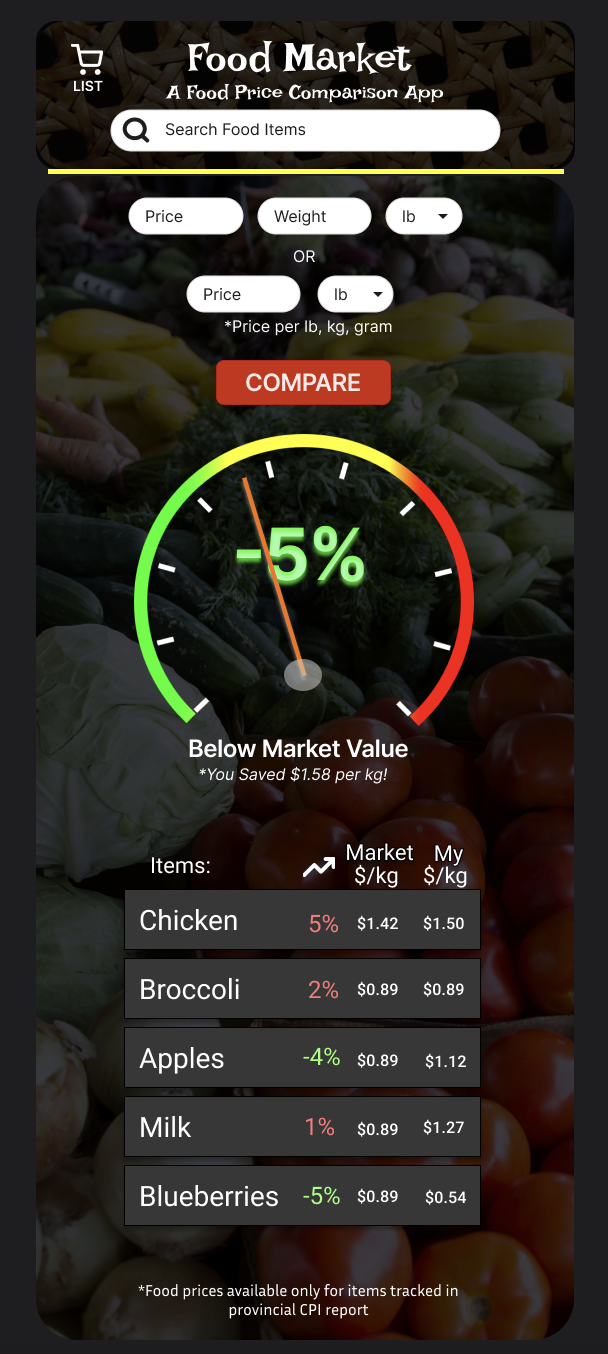 Food Market
LIST
A Food Price Comparison App
Search Food Items
Price Weight lb
OR
Price lb
*Price per lb, kg, gram
COMPARE
-5%
Below Market Value
*You Saved $1.58 per kg!
Items: Market $/kg My $/kg
Chicken 5% $1.42 $1.50
Broccoli 2% $0.89 $0.89
Apples -4% $0.89 $1.12
Milk 1% $0.89 $1.27
Blueberries -5% $0.89 $0.54
*Food prices available only for items tracked in
provincial CPI report